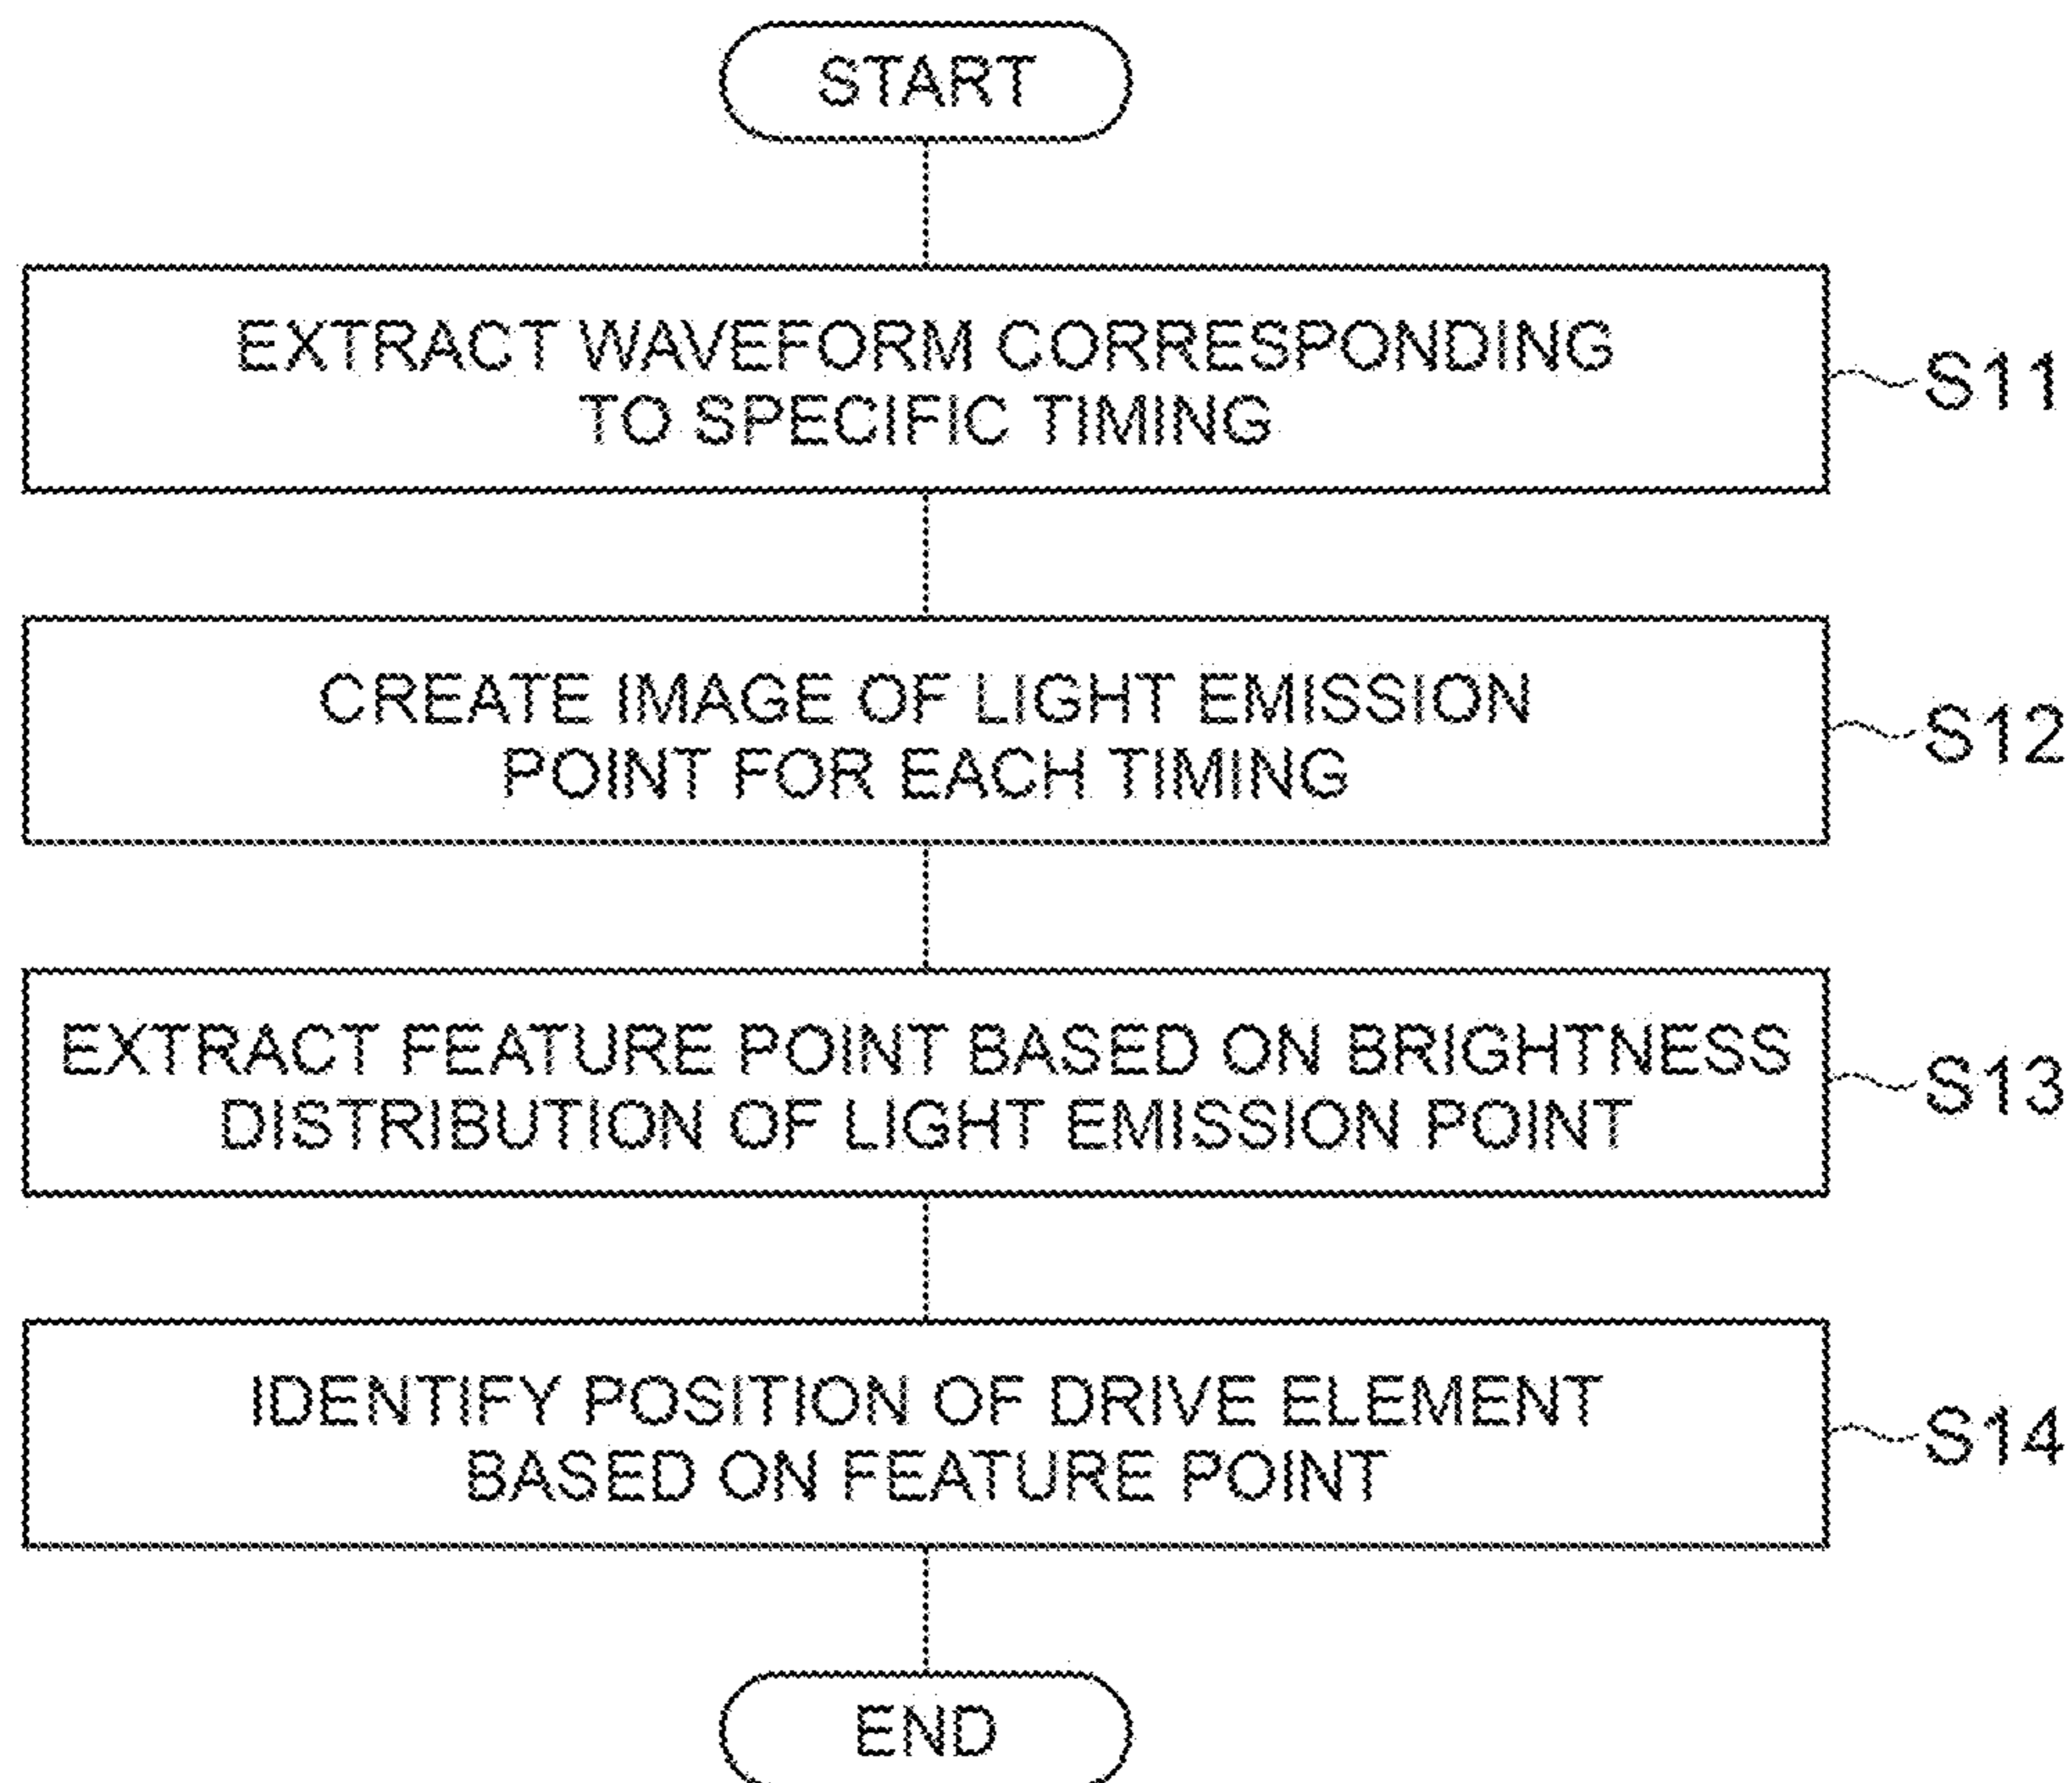 START
EXTRACT WAVEFORM CORRESPONDING
TO SPECIFIC TIMING
S11
CREATE IMAGE OF LIGHT EMISSION
POINT FOR EACH TIMING
S12
EXTRACT FEATURE POINT BASED ON BRIGHTNESS
DISTRIBUTION OF LIGHT EMISSION POINT
S13
IDENTIFY POSITION OF DRIVE ELEMENT
BASED ON FEATURE POINT
S14
END